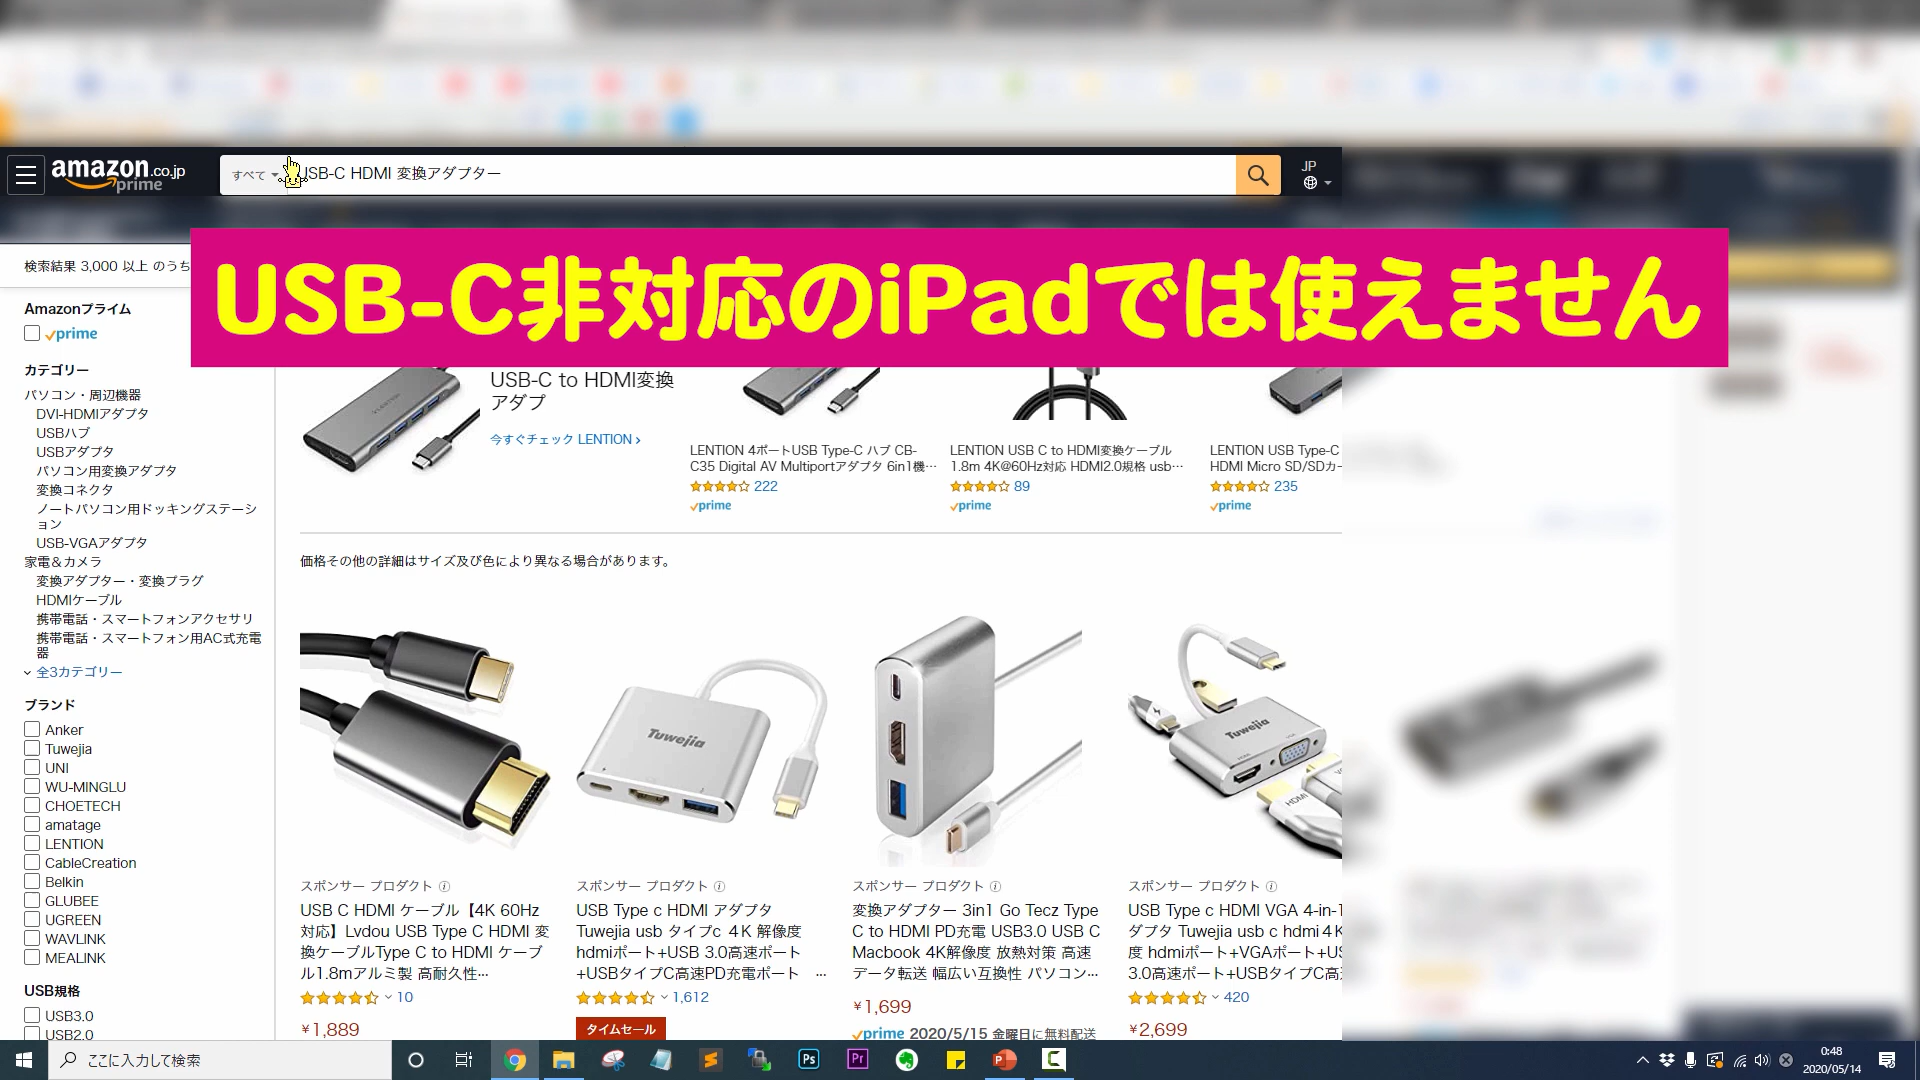 amazon.co.jp
prime
すべて
USB-C HDMI 変換アダプター
JP
検索結果 3,000 以上 のうち
USB-C非対応のiPadでは使えません
Amazonプライム
prime
カテゴリー
パソコン・周辺機器
DVI-HDMIアダプタ
USBハブ
USBアダプタ
パソコン用変換アダプタ
変換コネクタ
ノートパソコン用ドッキングステーシ
ョン
USB-VGAアダプタ
家電＆カメラ
変換アダプター・変換プラグ
HDMIケーブル
携帯電話・スマートフォンアクセサリ
携帯電話・スマートフォン用AC式充電
器
全3カテゴリー
ブランド
Anker
Tuwejia
UNI
WU-MINGLU
CHOETECH
amatage
LENTION
CableCreation
Belkin
GLUBEE
UGREEN
WAVLINK
MEALINK
USB規格
USB3.0
USB2.0
USB-C to HDMI変換
アダプ
今すぐチェック LENTION ›
LENTION 4ポートUSB Type-C ハブ CB-
C35 Digital AV Multiportアダプタ 6in1機…
222
prime
LENTION USB C to HDMI変換ケーブル
1.8m 4K@60Hz対応 HDMI2.0規格 usb…
89
prime
LENTION USB Type-C
HDMI Micro SD/SDカー
235
prime
価格その他の詳細はサイズ及び色により異なる場合があります。
Tuwejia
Tuwejia
HDMI
スポンサー プロダクト
USB C HDMI ケーブル【4K 60Hz
対応】Lvdou USB Type C HDMI 変
換ケーブルType C to HDMI ケーブ
ル1.8mアルミ製 高耐久性…
10
￥1,889
スポンサー プロダクト
USB Type c HDMI アダプタ
Tuwejia usb タイプc ４K 解像度
hdmiポート+USB 3.0高速ポート
+USBタイプC高速PD充電ポート …
1,612
タイムセール
スポンサー プロダクト
変換アダプター 3in1 Go Tecz Type
C to HDMI PD充電 USB3.0 USB C
Macbook 4K解像度 放熱対策 高速
データ転送 幅広い互換性 パソコン…
￥1,699
prime 2020/5/15 金曜日に無料配送
スポンサー プロダクト
USB Type c HDMI VGA 4-in-1
ダプタ Tuwejia usb c hdmi４K
度 hdmiポート+VGAポート+US
3.0高速ポート+USBタイプC高
420
￥2,699
ここに入力して検索
Ps
Pr
0:48
2020/05/14